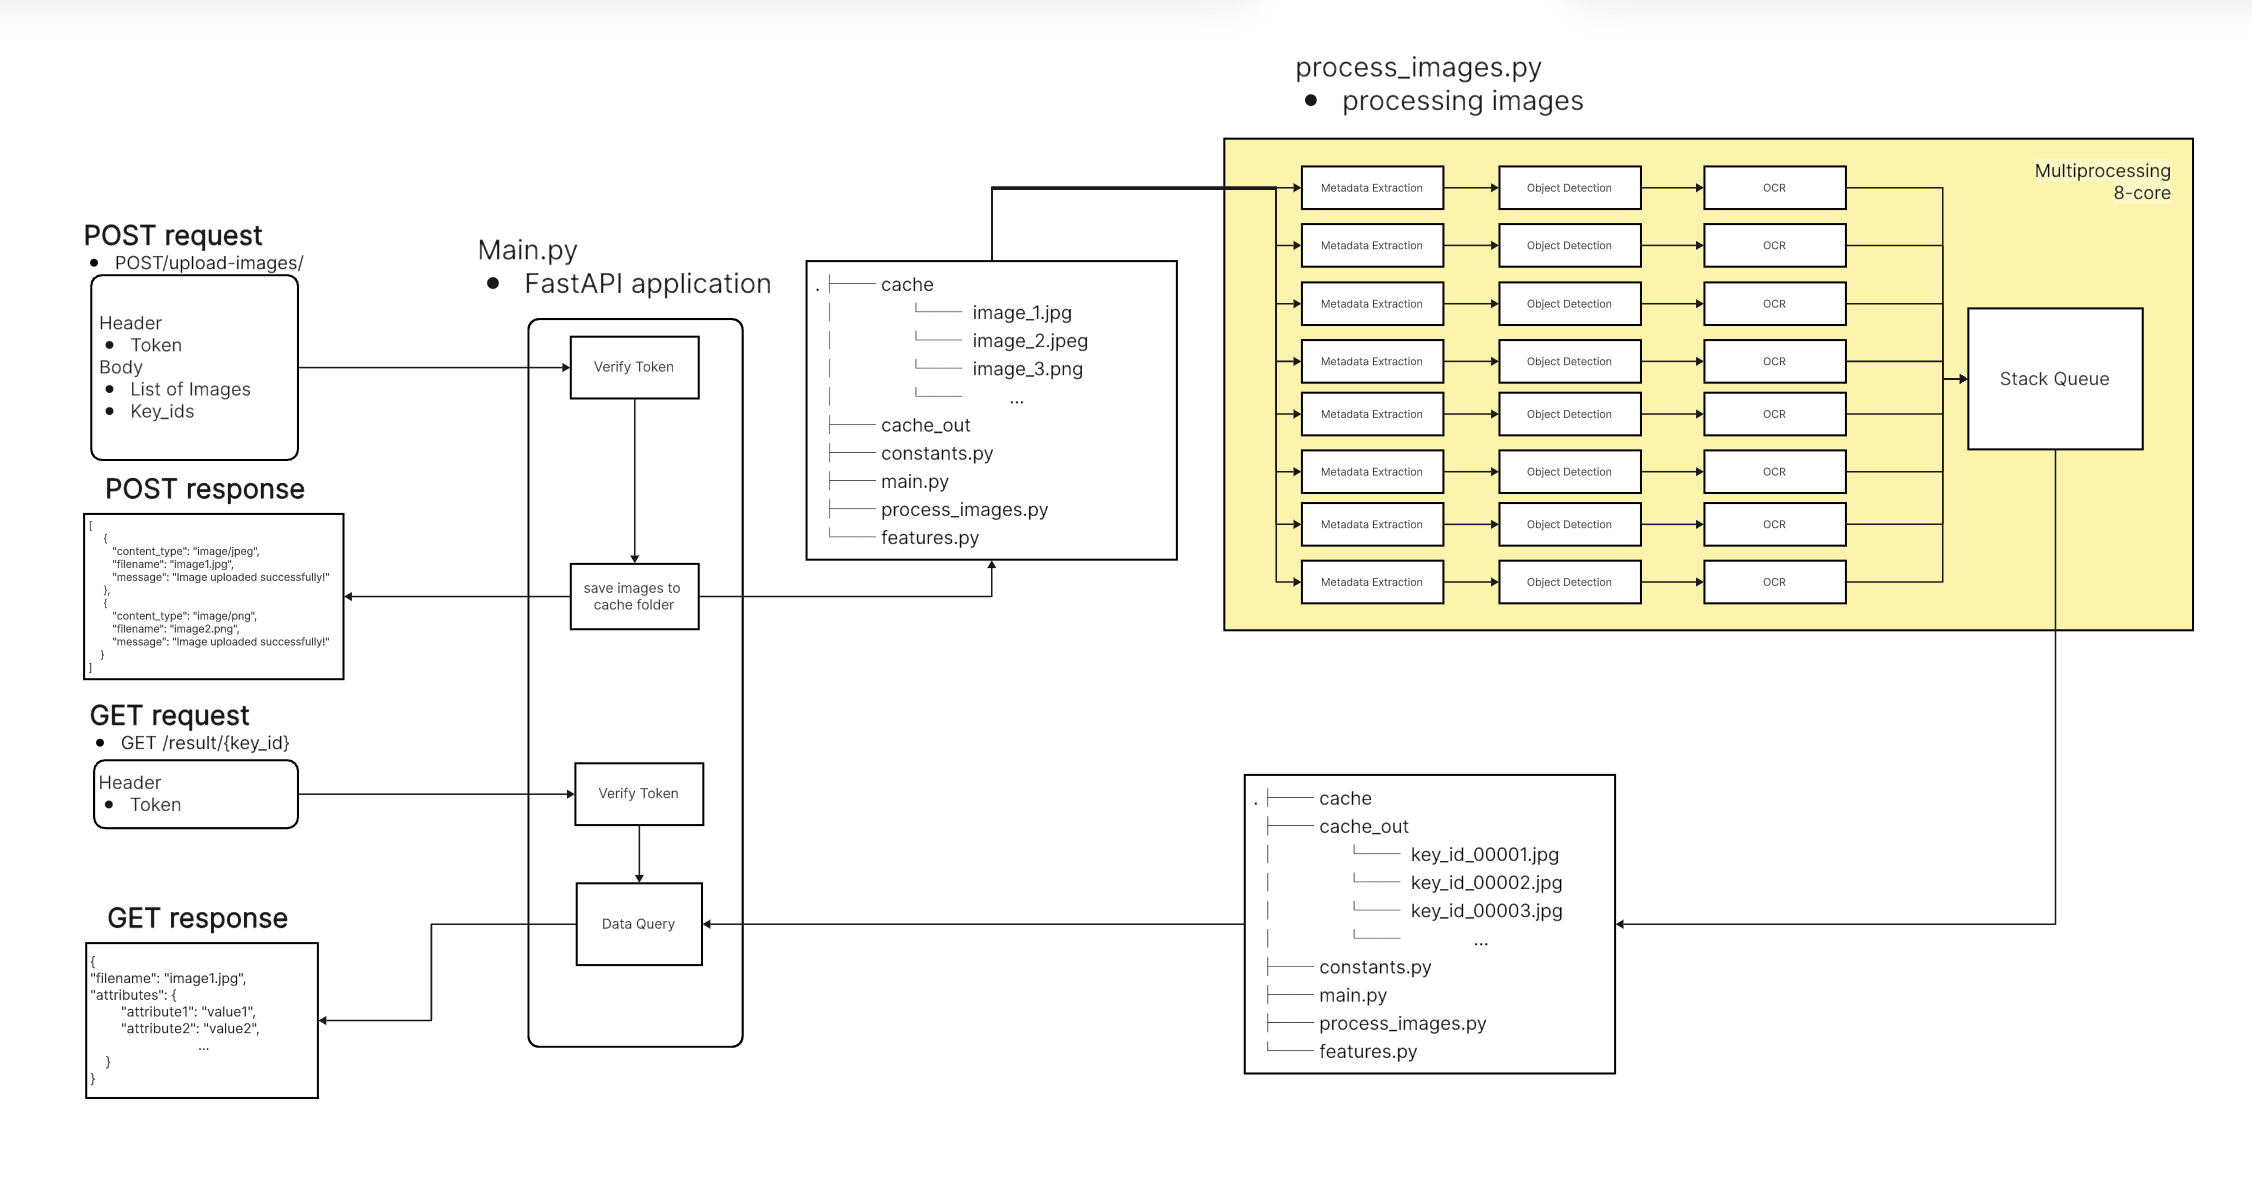 process_images.py
● processing images
Multiprocessing
8-core
Metadata Extraction
Object Detection
OCR
Metadata Extraction
Object Detection
OCR
Metadata Extraction
Object Detection
OCR
Metadata Extraction
Object Detection
OCR
Metadata Extraction
Object Detection
OCR
Metadata Extraction
Object Detection
OCR
Metadata Extraction
Object Detection
OCR
Metadata Extraction
Object Detection
OCR
Stack Queue
POST request
● POST/upload-images/
Header
● Token
Body
● List of Images
● Key_ids
POST response
[
{
"content_type": "image/jpeg",
"filename": "image1.jpg",
"message": "Image uploaded successfully!"
},
{
"content_type": "image/png",
"filename": "image2.png",
"message": "Image uploaded successfully!"
}
]
GET request
● GET /result/{key_id}
Header
● Token
GET response
{
"filename": "image1.jpg",
"attributes": {
"attribute1": "value1",
"attribute2": "value2",
...
}
}
Main.py
● FastAPI application
Verify Token
save images to
cache folder
Verify Token
Data Query
. ├── cache
│ └── image_1.jpg
│ └── image_2.jpeg
│ └── image_3.png
│ └── ...
├── cache_out
├── constants.py
├── main.py
├── process_images.py
└── features.py
. ├── cache
├── cache_out
│ └── key_id_00001.jpg
│ └── key_id_00002.jpg
│ └── key_id_00003.jpg
│ └── ...
├── constants.py
├── main.py
├── process_images.py
└── features.py